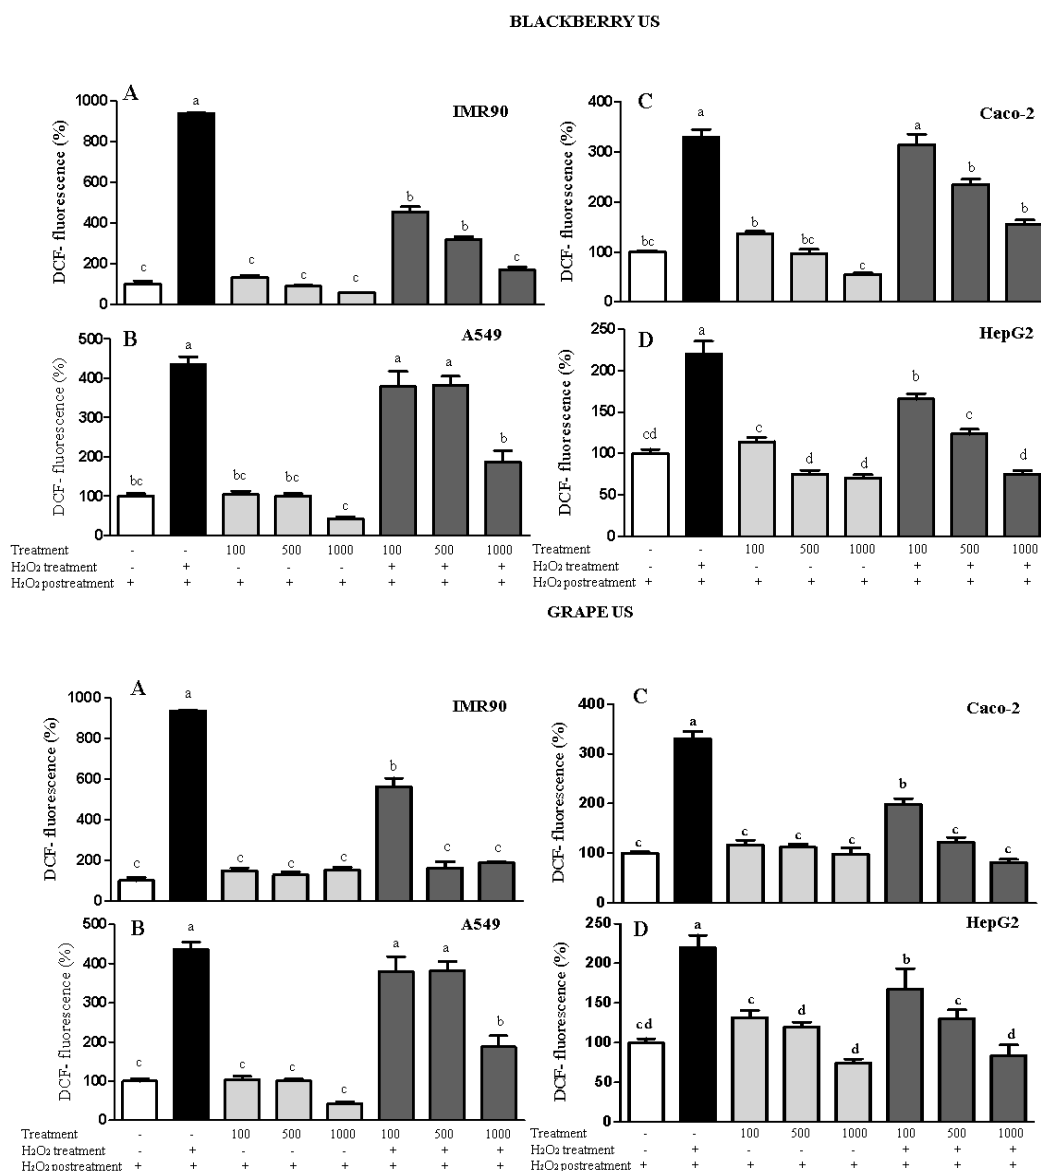 BLACKBERRY US
A
IMR90
DCF- fluorescence (%)
1000
800
600
400
200
0
c
a
c
c
c
b
b
c
C
Caco-2
DCF- fluorescence (%)
400
300
200
100
0
bc
a
b
bc
c
a
b
b
B
A549
DCF- fluorescence (%)
500
400
300
200
100
0
bc
a
bc
bc
c
a
a
b
D
HepG2
DCF- fluorescence (%)
250
200
150
100
50
0
cd
a
c
d
d
b
c
d
Treatment - - 100 500 1000 100 500 1000
H2O2 treatment - + - - - + + +
H2O2 postreatment + + + + + + + +
- - 100 500 1000 100 500 1000
- + - - - + + +
+ + + + + + + +
GRAPE US
A
IMR90
DCF- fluorescence (%)
1000
800
600
400
200
0
c
a
c
c
c
b
c
c
C
Caco-2
DCF- fluorescence (%)
400
300
200
100
0
c
a
c
c
c
b
c
c
B
A549
DCF- fluorescence (%)
500
400
300
200
100
0
c
a
c
c
c
a
a
b
D
HepG2
DCF- fluorescence (%)
250
200
150
100
50
0
cd
a
c
d
d
b
c
d
Treatment - - 100 500 1000 100 500 1000
H2O2 treatment - + - - - + + +
H2O2 postreatment + + + + + + + +
Treatment - - 100 500 1000 100 500 1000
H2O2 treatment - + - - - + + +
H2O2 postreatment + + + + + + + +